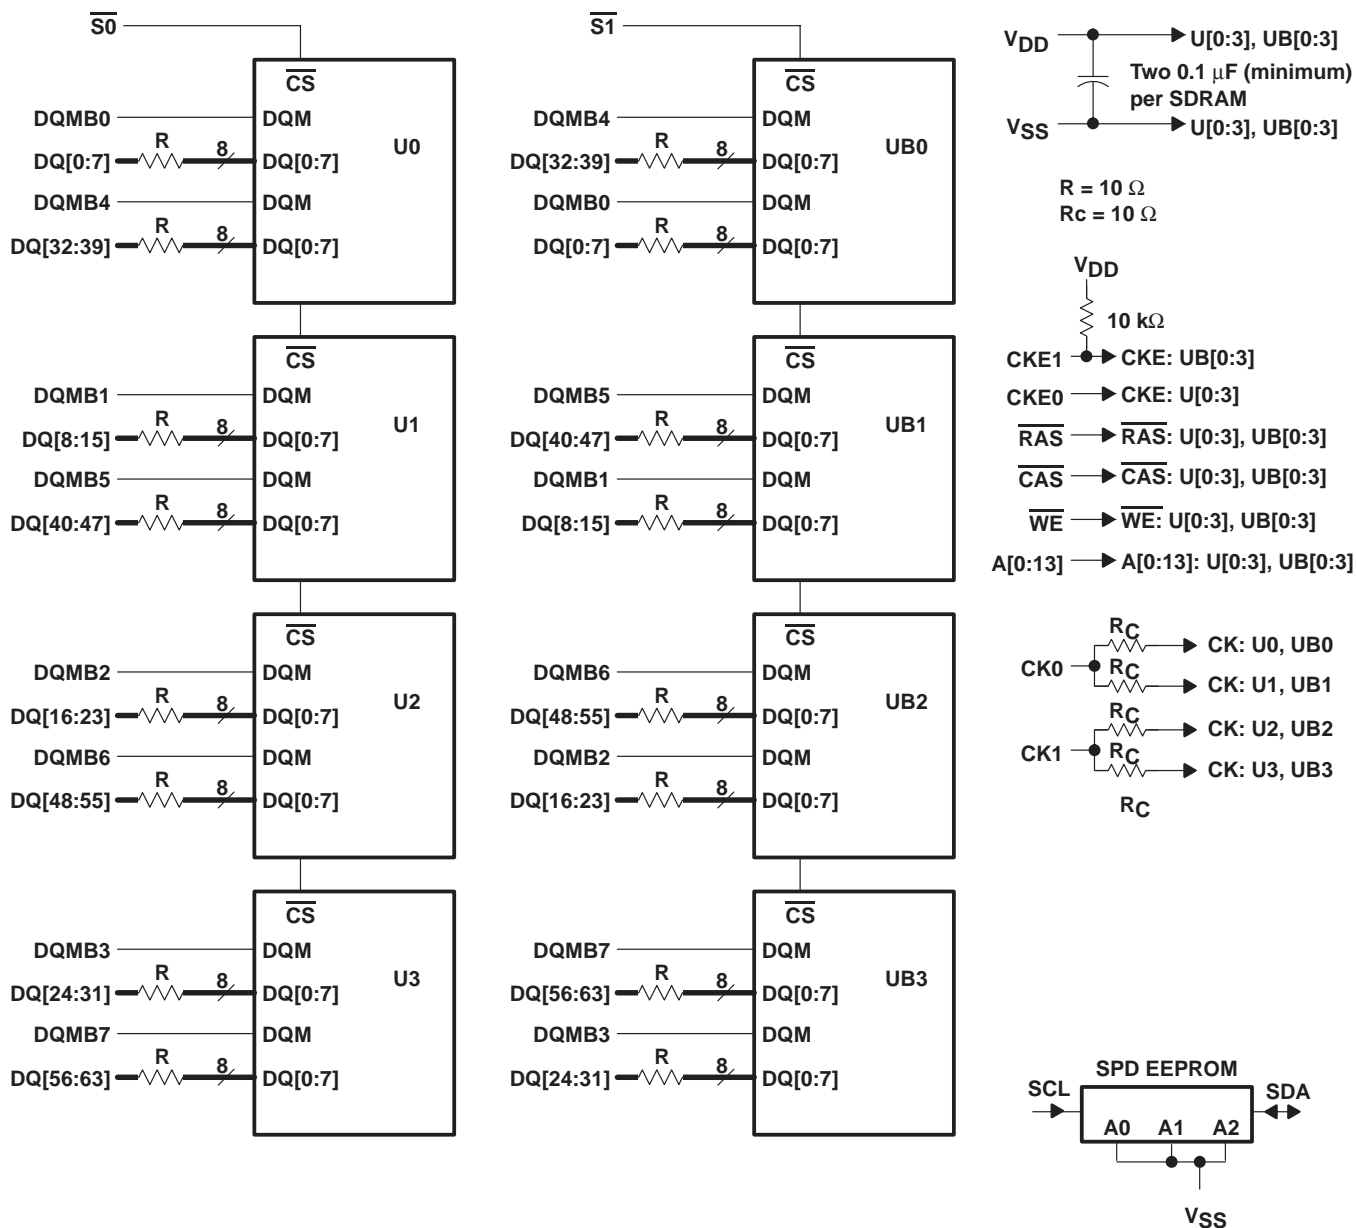 S0
CS
DQMB0
DQM
R
8
U0
DQ[0:7]
DQ[0:7]
DQMB4
DQM
R
8
DQ[32:39]
DQ[0:7]
CS
DQMB1
DQM
R
8
U1
DQ[8:15]
DQ[0:7]
DQMB5
DQM
R
8
DQ[40:47]
DQ[0:7]
CS
DQMB2
DQM
R
8
U2
DQ[16:23]
DQ[0:7]
DQMB6
DQM
R
8
DQ[48:55]
DQ[0:7]
CS
DQMB3
DQM
R
8
U3
DQ[24:31]
DQ[0:7]
DQMB7
DQM
R
8
DQ[56:63]
DQ[0:7]
S1
CS
DQMB4
DQM
R
8
UB0
DQ[32:39]
DQ[0:7]
DQMB0
DQM
R
8
DQ[0:7]
DQ[0:7]
CS
DQMB5
DQM
R
8
UB1
DQ[40:47]
DQ[0:7]
DQMB1
DQM
R
8
DQ[8:15]
DQ[0:7]
CS
DQMB6
DQM
R
8
UB2
DQ[48:55]
DQ[0:7]
DQMB2
DQM
R
8
DQ[16:23]
DQ[0:7]
CS
DQMB7
DQM
R
8
UB3
DQ[56:63]
DQ[0:7]
DQMB3
DQM
R
8
DQ[24:31]
DQ[0:7]
VDD
U[0:3], UB[0:3]
Two 0.1 μF (minimum)
per SDRAM
VSS
U[0:3], UB[0:3]
R = 10 Ω
Rc = 10 Ω
VDD
10 kΩ
CKE1 CKE: UB[0:3]
CKE0 CKE: U[0:3]
RAS RAS: U[0:3], UB[0:3]
CAS CAS: U[0:3], UB[0:3]
WE WE: U[0:3], UB[0:3]
A[0:13] A[0:13]: U[0:3], UB[0:3]
RC
CK: U0, UB0
CK0
RC
CK: U1, UB1
RC
CK: U2, UB2
CK1
RC
CK: U3, UB3
RC
SPD EEPROM
SCL
SDA
A0 A1 A2
VSS